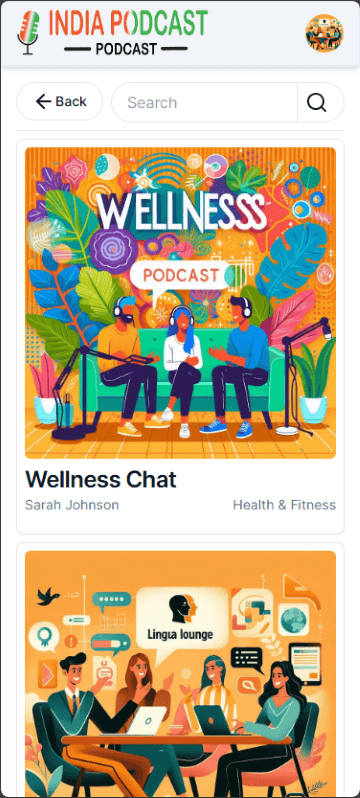 INDIA PODCAST
PODCAST
Back
Search
WELLNESSS
PODCAST
Wellness Chat
Sarah Johnson
Health & Fitness
Lingua lounge